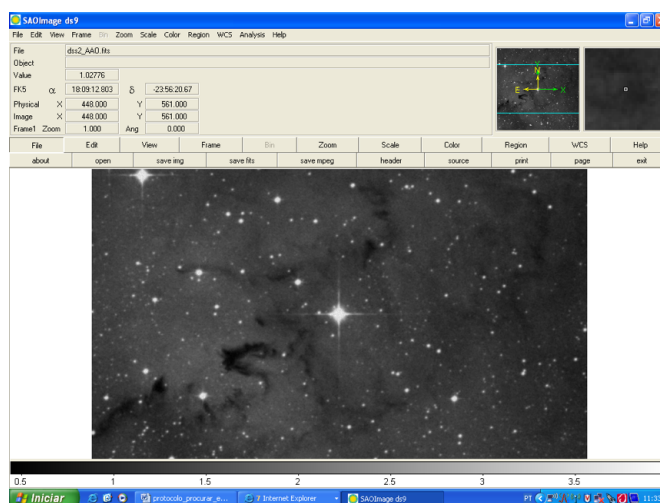 SAOImage ds9
File Edit View Frame Bin Zoom Scale Color Region WCS Analysis Help
File dss2_AAO.fits
Object
Value 1.02776
FK5 α 18:09:12.803 δ -23:56:20.67
Physical X 448.000 Y 561.000
Image X 448.000 Y 561.000
Frame1 Zoom 1.000 Ang 0.000
N
E X
File Edit View Frame Bin Zoom Scale Color Region WCS Help
about open save img save fits save mpeg header source print page exit
0.5 1 1.5 2 2.5 3 3.5
Iniciar protocolo_procurar_e... 7 Internet Explorer SAOImage ds9 PT